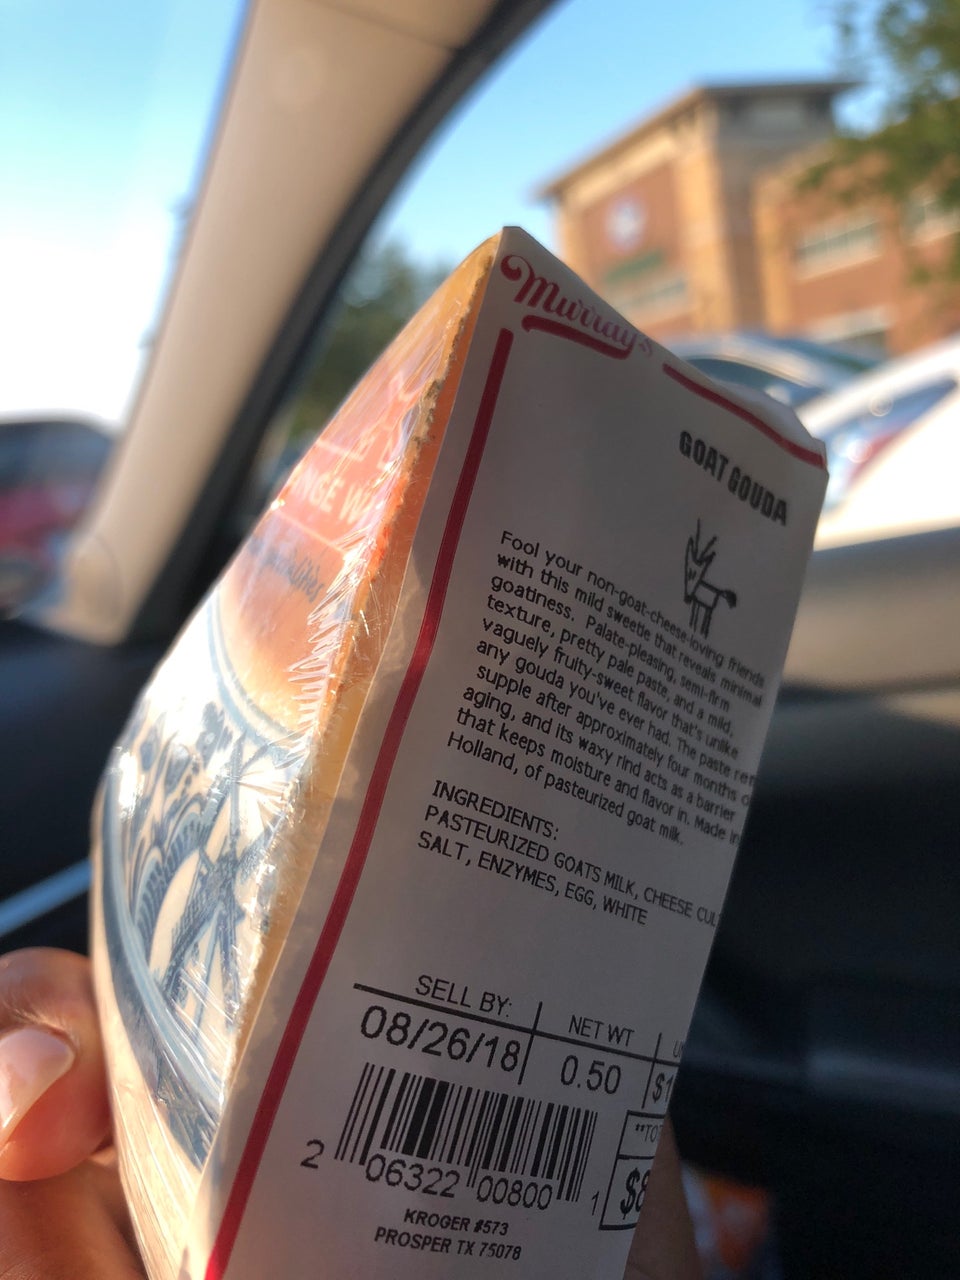 Murray's
GOAT GOUDA
Fool your non-goat-cheese-loving friends
with this mild sweetie that reveals minimal
goatiness. Palate-pleasing, semi-firm
texture, pretty pale paste, and a mild,
vaguely fruity-sweet flavor that's unlike
any gouda you've ever had. The paste
supple after approximately four months
aging, and its waxy rind acts as a barrier
that keeps moisture and flavor in. Made in
Holland, of pasteurized goat milk.
INGREDIENTS:
PASTEURIZED GOATS MILK, CHEESE CUL
SALT, ENZYMES, EGG, WHITE
SELL BY: NET WT
08/26/18 0.50 $1
**TO
$8
2 06322 00800 1
KROGER #573
PROSPER TX 75078